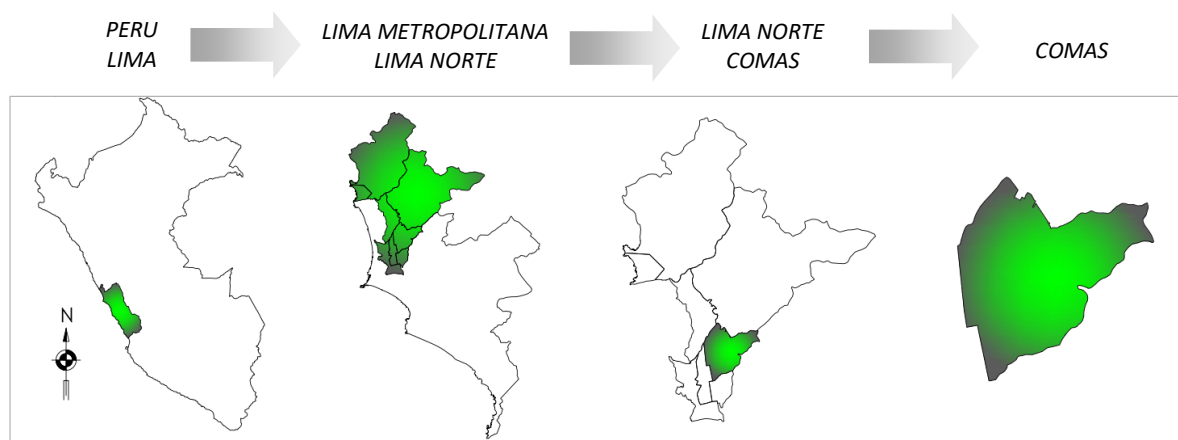 PERU
LIMA
LIMA METROPOLITANA
LIMA NORTE
LIMA NORTE
COMAS
COMAS
N